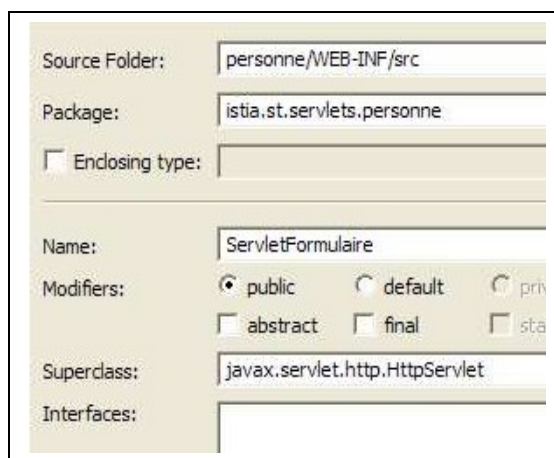 Source Folder: personne/WEB-INF/src
Package: istia.st.servlets.personne
Enclosing type:
Name: ServletFormulaire
Modifiers: public default
abstract final
Superclass: javax.servlet.http.HttpServlet
Interfaces: